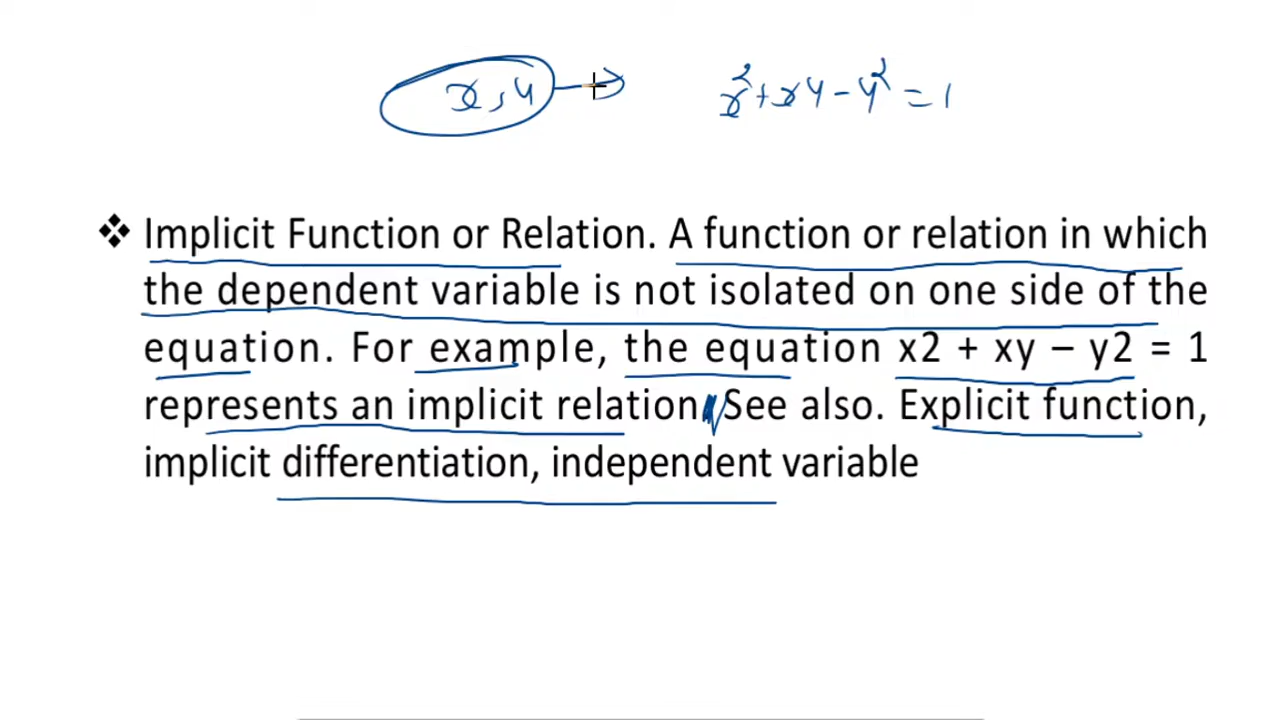 x, y → x² + xy - y² = 1
❖ Implicit Function or Relation. A function or relation in which
the dependent variable is not isolated on one side of the
equation. For example, the equation x2 + xy – y2 = 1
represents an implicit relation. See also. Explicit function,
implicit differentiation, independent variable